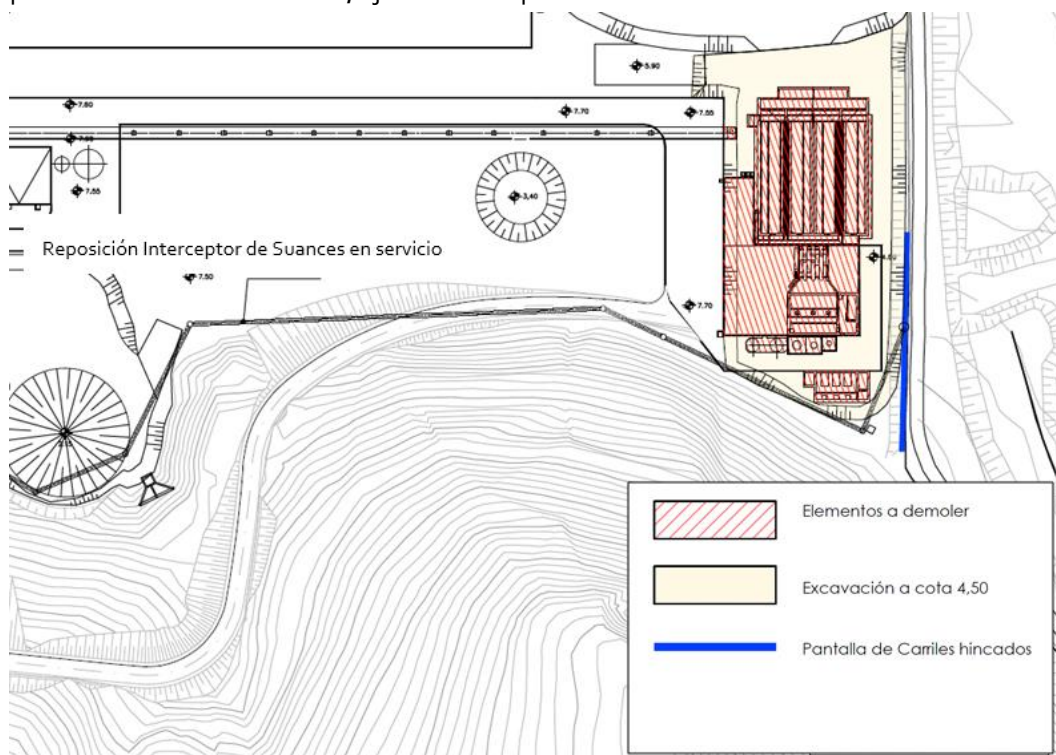 5.90
7.60
7.70
7.55
7.55
3,40
Reposición Interceptor de Suances en servicio
7.50
7.70
Elementos a demoler
Excavación a cota 4,50
Pantalla de Carriles hincados